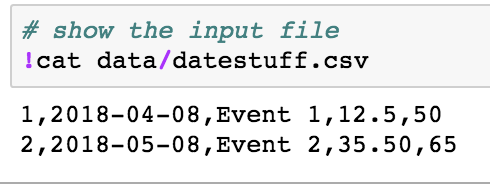 # show the input file
!cat data/datestuff.csv
1,2018-04-08,Event 1,12.5,50
2,2018-05-08,Event 2,35.50,65